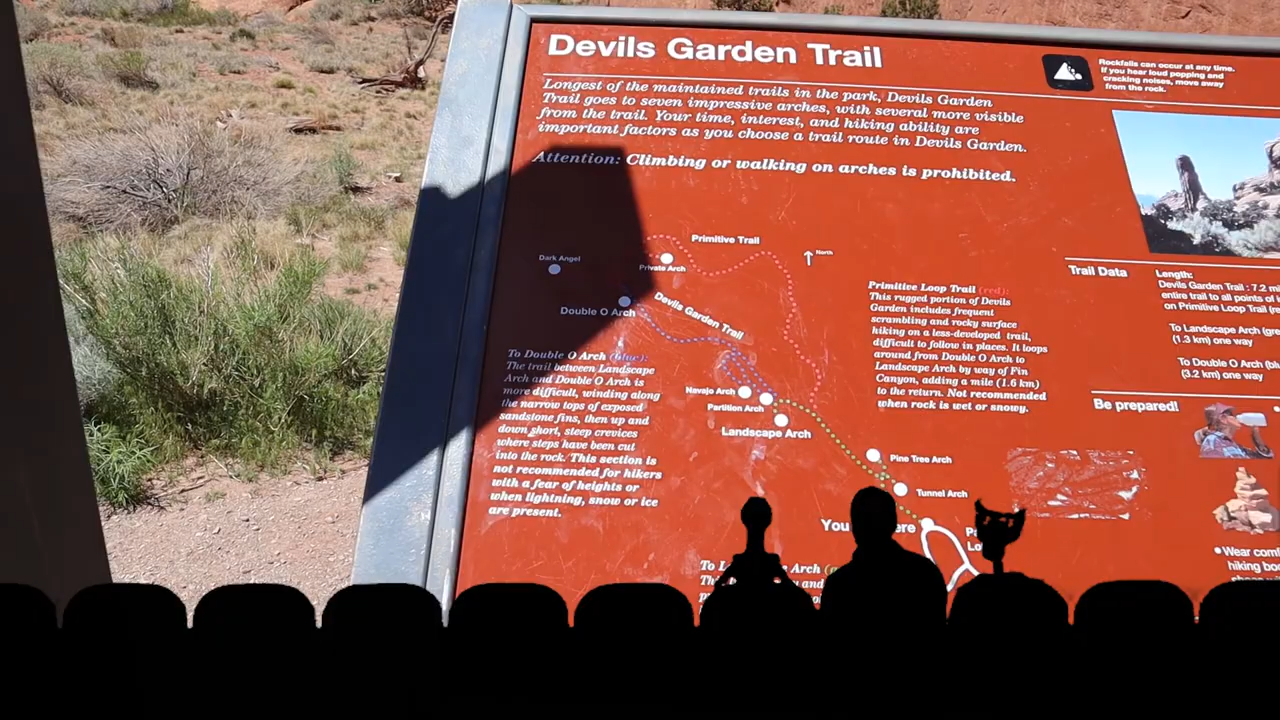 Devils Garden Trail
Rockfalls can occur at any time.
If you hear loud popping and
cracking noises, move away
from the rock.
Longest of the maintained trails in the park, Devils Garden
Trail goes to seven impressive arches, with several more visible
from the trail. Your time, interest, and hiking ability are
important factors as you choose a trail route in Devils Garden.
Attention: Climbing or walking on arches is prohibited.
Primitive Trail
North
Dark Angel
Private Arch
Double O Arch
Devils Garden Trail
Navajo Arch
Partition Arch
Landscape Arch
Pine Tree Arch
Tunnel Arch
You
ere
To Double O Arch (blue):
The trail between Landscape
Arch and Double O Arch is
more difficult, winding along
the narrow tops of exposed
sandstone fins, then up and
down short, steep crevices
where steps have been cut
into the rock. This section is
not recommended for hikers
with a fear of heights or
when lightning, snow or ice
are present.
Primitive Loop Trail (red):
This rugged portion of Devils
Garden includes frequent
scrambling and rocky surface
hiking on a less-developed trail,
difficult to follow in places. It loops
around from Double O Arch to
Landscape Arch by way of Fin
Canyon, adding a mile (1.6 km)
to the return. Not recommended
when rock is wet or snowy.
Trail Data
Length:
Devils Garden Trail : 7.2 mi
entire trail to all points of i
on Primitive Loop Trail (re
To Landscape Arch (gre
(1.3 km) one way
To Double O Arch (blu
(3.2 km) one way
Be prepared!
• Wear com
hiking bo
To L
e Arch
and